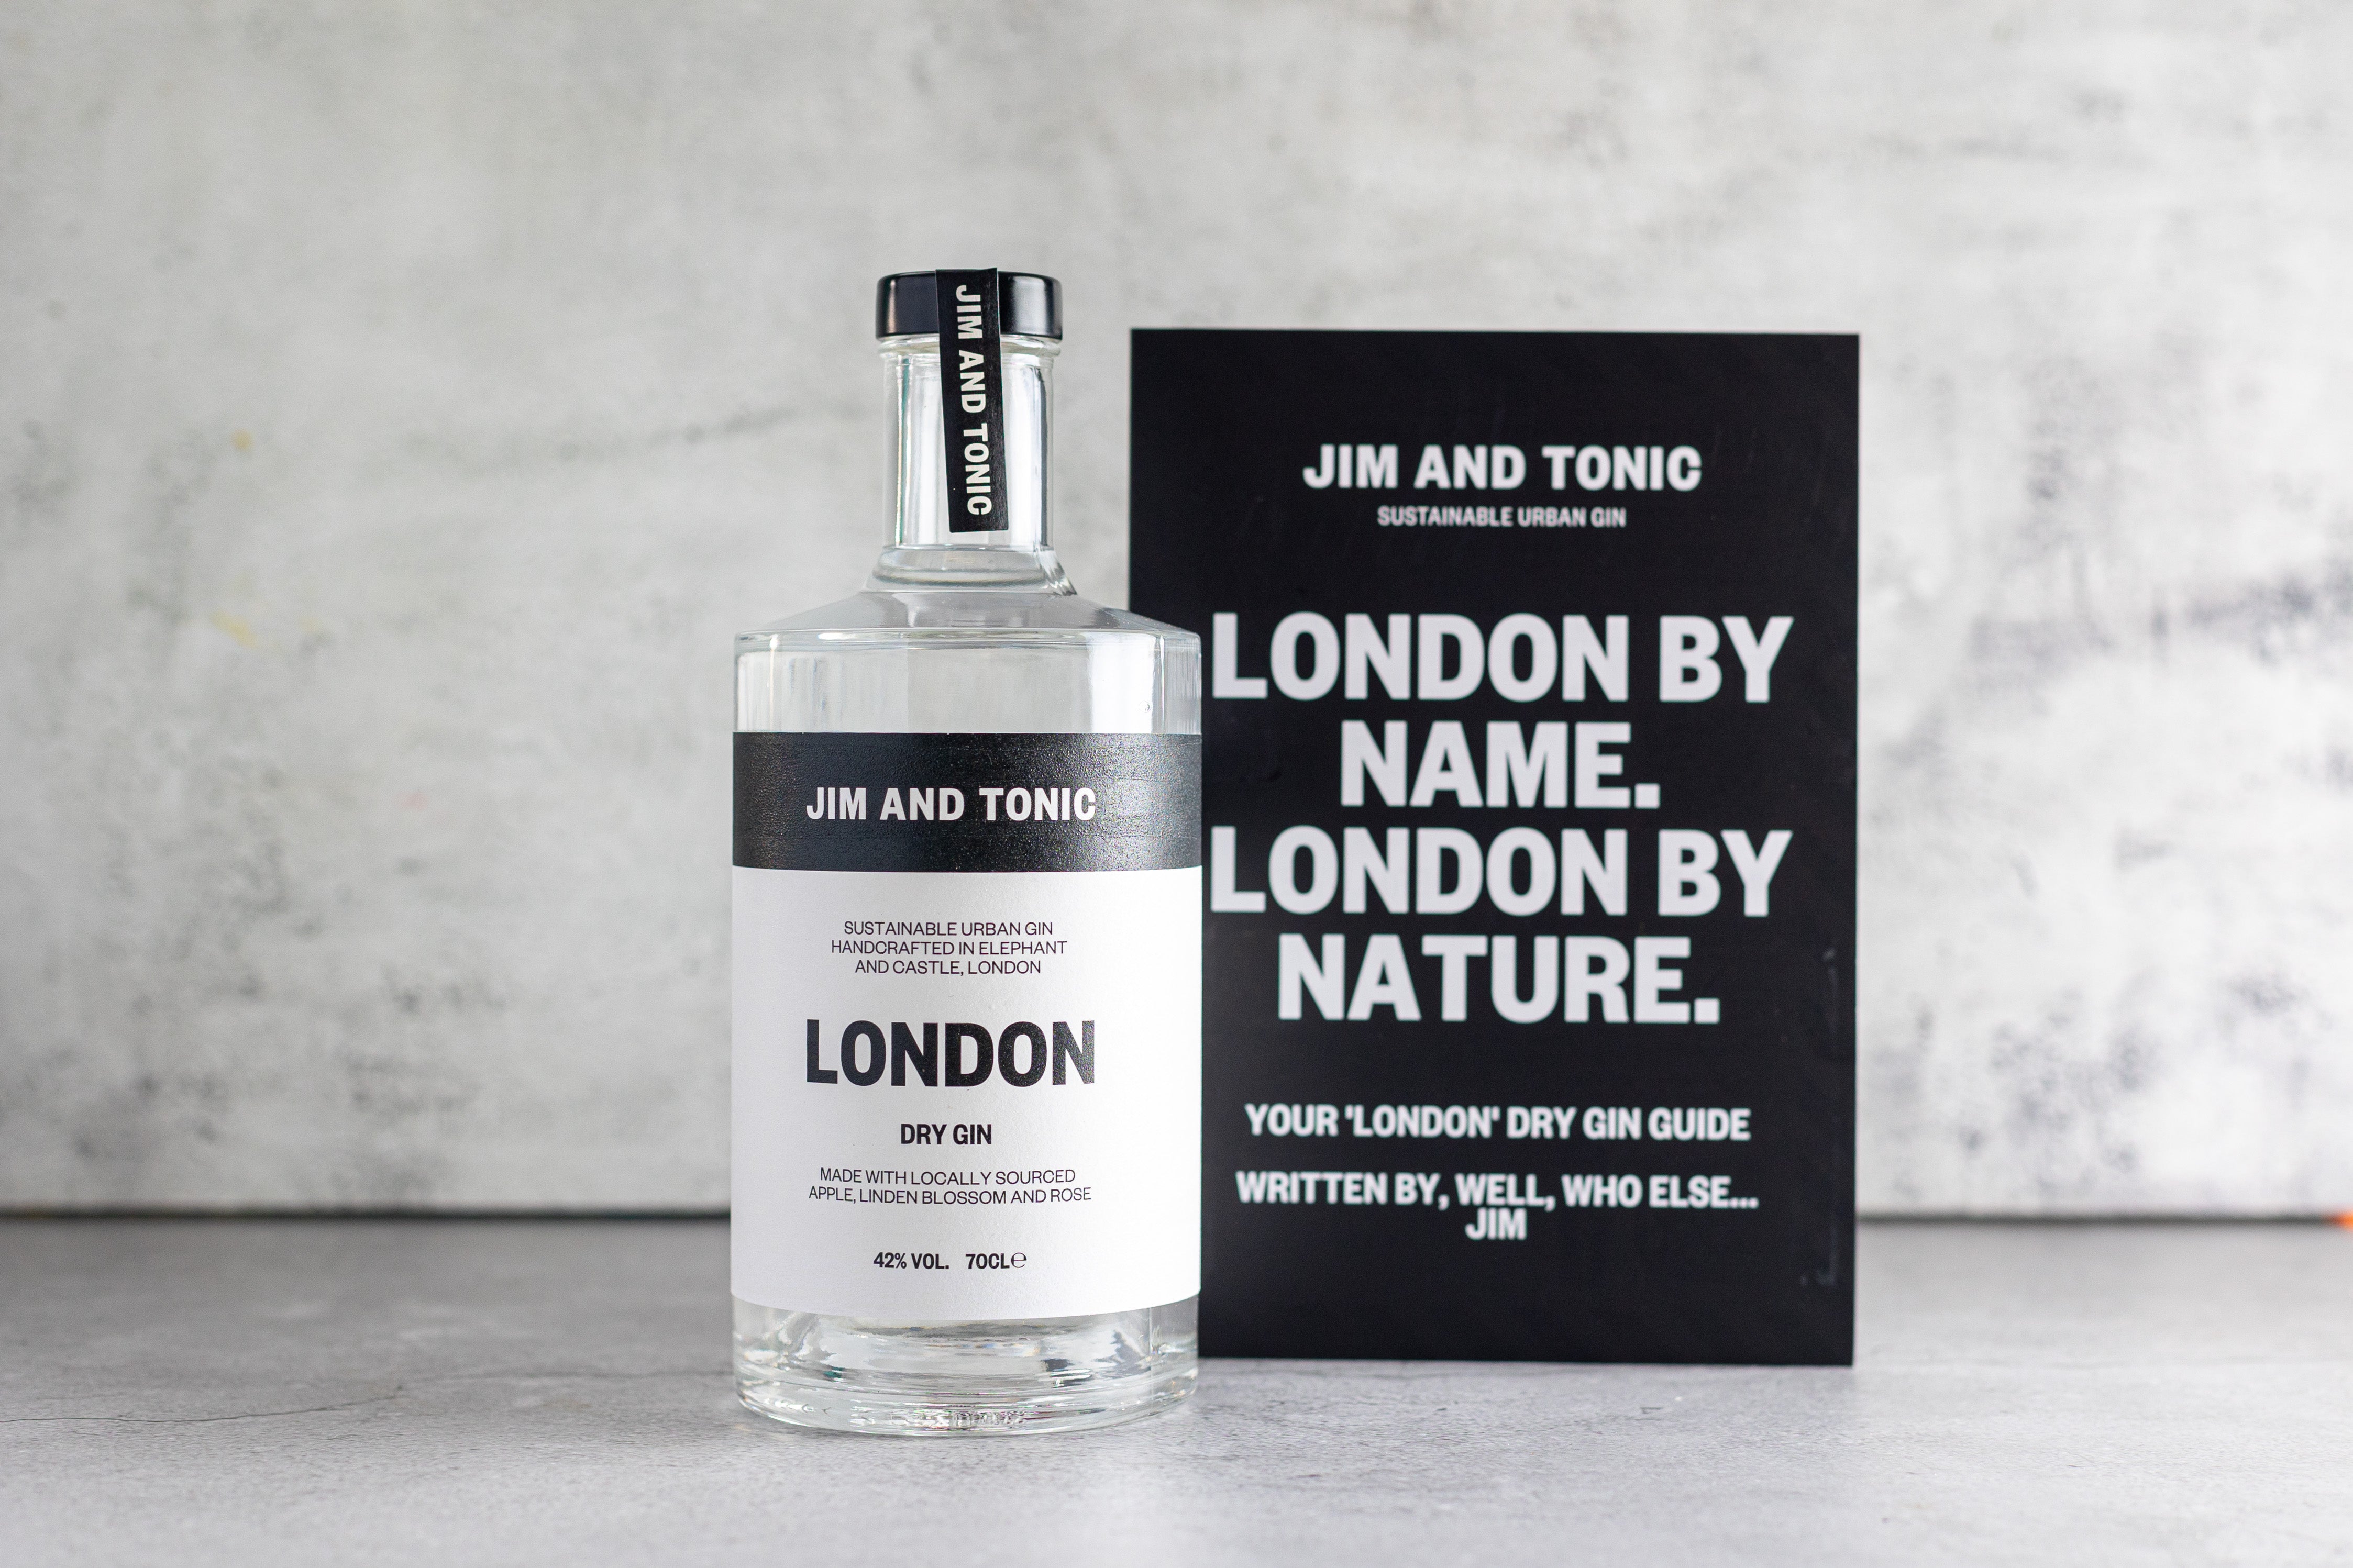 JIM AND TONIC
JIM AND TONIC
SUSTAINABLE URBAN GIN
HANDCRAFTED IN ELEPHANT
AND CASTLE, LONDON
LONDON
DRY GIN
MADE WITH LOCALLY SOURCED
APPLE, LINDEN BLOSSOM AND ROSE
42% VOL. 70CL℮
JIM AND TONIC
SUSTAINABLE URBAN GIN
LONDON BY
NAME.
LONDON BY
NATURE.
YOUR 'LONDON' DRY GIN GUIDE
WRITTEN BY, WELL, WHO ELSE...
JIM